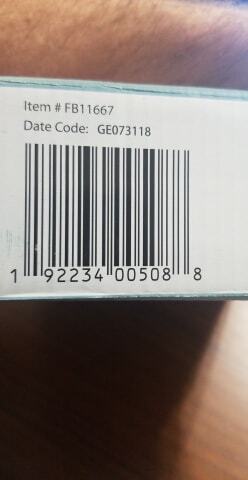 Item # FB11667
Date Code: GE073118
1 92234 00508 8